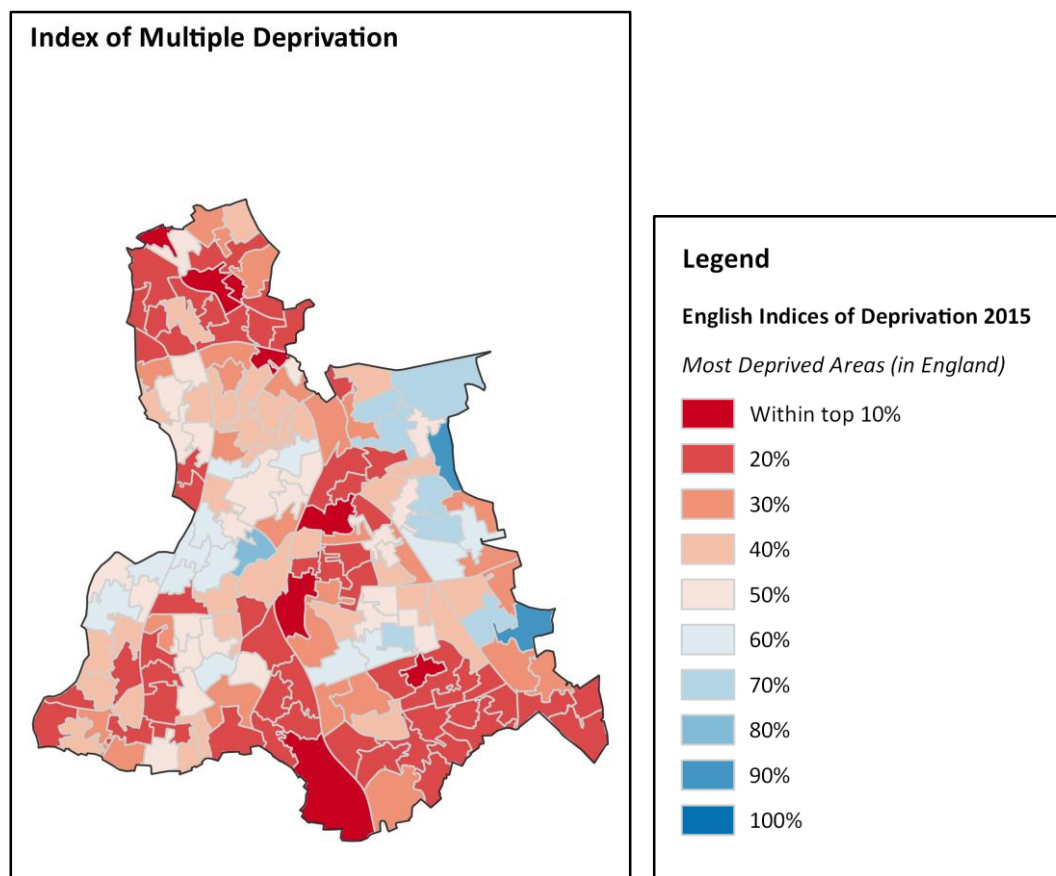 Index of Multiple Deprivation
Legend
English Indices of Deprivation 2015
Most Deprived Areas (in England)
Within top 10%
20%
30%
40%
50%
60%
70%
80%
90%
100%